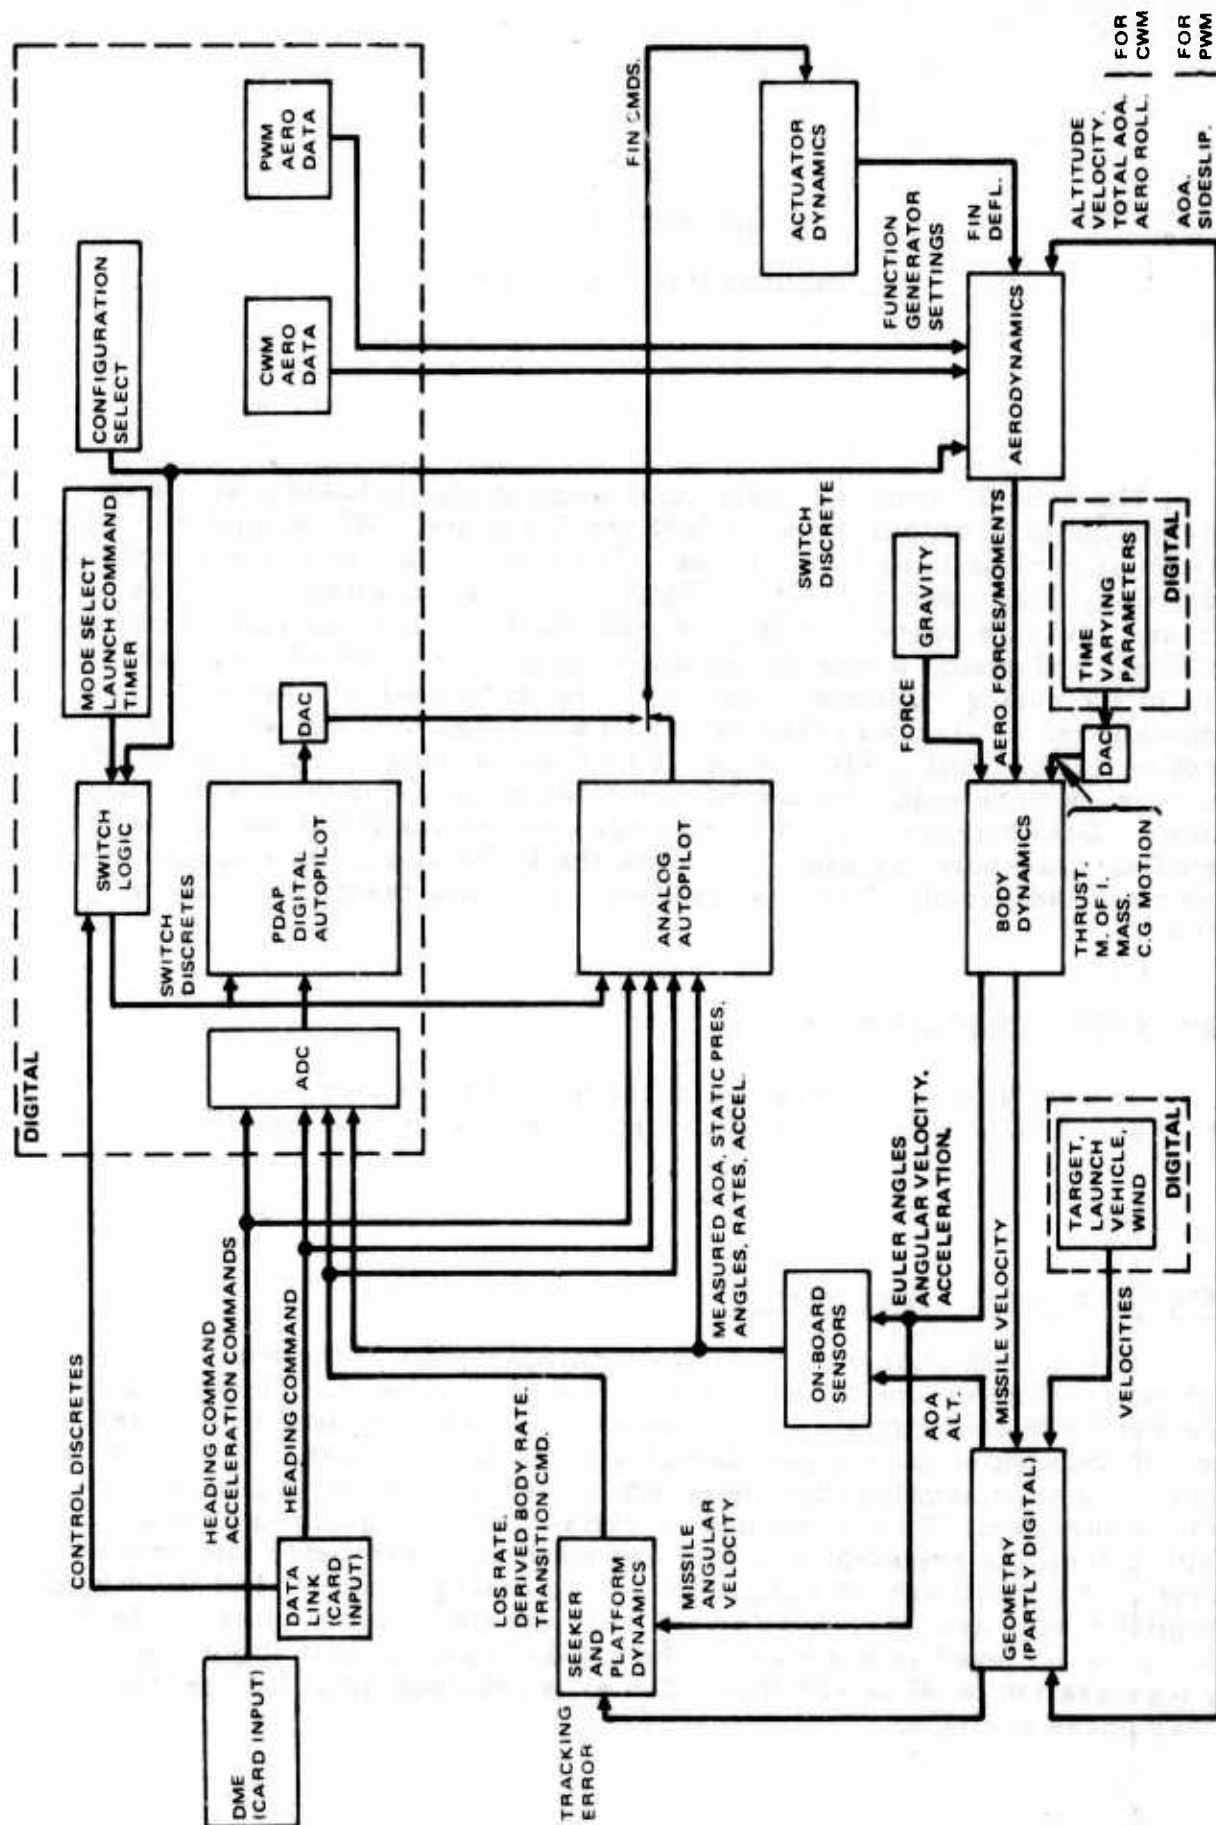 DIGITAL
CONFIGURATION
SELECT
MODE SELECT
LAUNCH COMMAND
TIMER
SWITCH
LOGIC
CONTROL DISCRETES
PWM
AERO
DATA
CWM
AERO
DATA
DAC
PDAP
DIGITAL
AUTOPILOT
SWITCH
DISCRETES
ADC
HEADING COMMAND
ACCELERATION COMMANDS
HEADING COMMAND
DME
(CARD INPUT)
DATA
LINK
(CARD
INPUT)
LOS RATE,
DERIVED BODY RATE,
TRANSITION CMD.
FIN CMDS.
ANALOG
AUTOPILOT
MEASURED AOA, STATIC PRES,
ANGLES, RATES, ACCEL.
SEEKER
AND
PLATFORM
DYNAMICS
TRACKING
ERROR
MISSILE
ANGULAR
VELOCITY
ON-BOARD
SENSORS
AOA
ALT.
EULER ANGLES
ANGULAR VELOCITY,
ACCELERATION,
ACTUATOR
DYNAMICS
FUNCTION
GENERATOR
SETTINGS
FIN
DEFL.
SWITCH
DISCRETE
GRAVITY
FORCE
AERODYNAMICS
AERO FORCES/MOMENTS
BODY
DYNAMICS
MISSILE VELOCITY
GEOMETRY
(PARTLY DIGITAL)
VELOCITIES
TARGET,
LAUNCH
VEHICLE,
WIND
DIGITAL
THRUST,
M. OF I,
MASS,
C.G. MOTION
DAC
TIME
VARYING
PARAMETERS
DIGITAL
ALTITUDE
VELOCITY,
TOTAL AOA,
AERO ROLL.
FOR
CWM
AOA,
SIDESLIP.
FOR
PWM